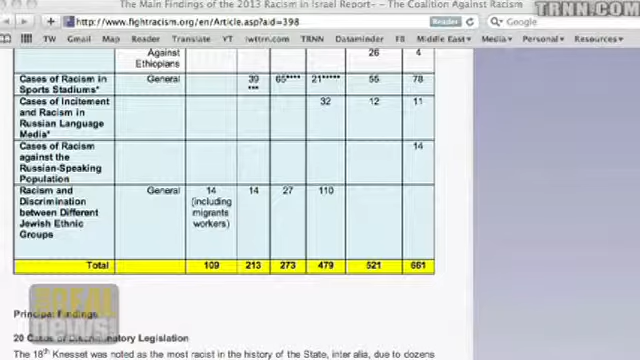 The Main Findings of the 2013 Racism in Israel Report- – The Coalition Against Racism
TRNN.COM
http://www.fightracism.org/en/Article.asp?aid=398
Reader
Google
TW Gmail Map Reader Translate YT Growl iwttrn.com TRNN Dataminder FB Middle East Media Personal Resources
Against Ethiopians 26 4
Cases of Racism in Sports Stadiums* General 39 *** 65**** 21***** 55 78
Cases of Incitement and Racism in Russian Language Media* 32 12 11
Cases of Racism against the Russian-Speaking Population 14
Racism and Discrimination between Different Jewish Ethnic Groups General 14 (including migrants workers) 14 27 110
Total 109 213 273 479 521 661
THE REAL news
Principal Findings
20 Cases of Discriminatory Legislation
The 18th Knesset was noted as the most racist in the history of the State, inter alia, due to dozens